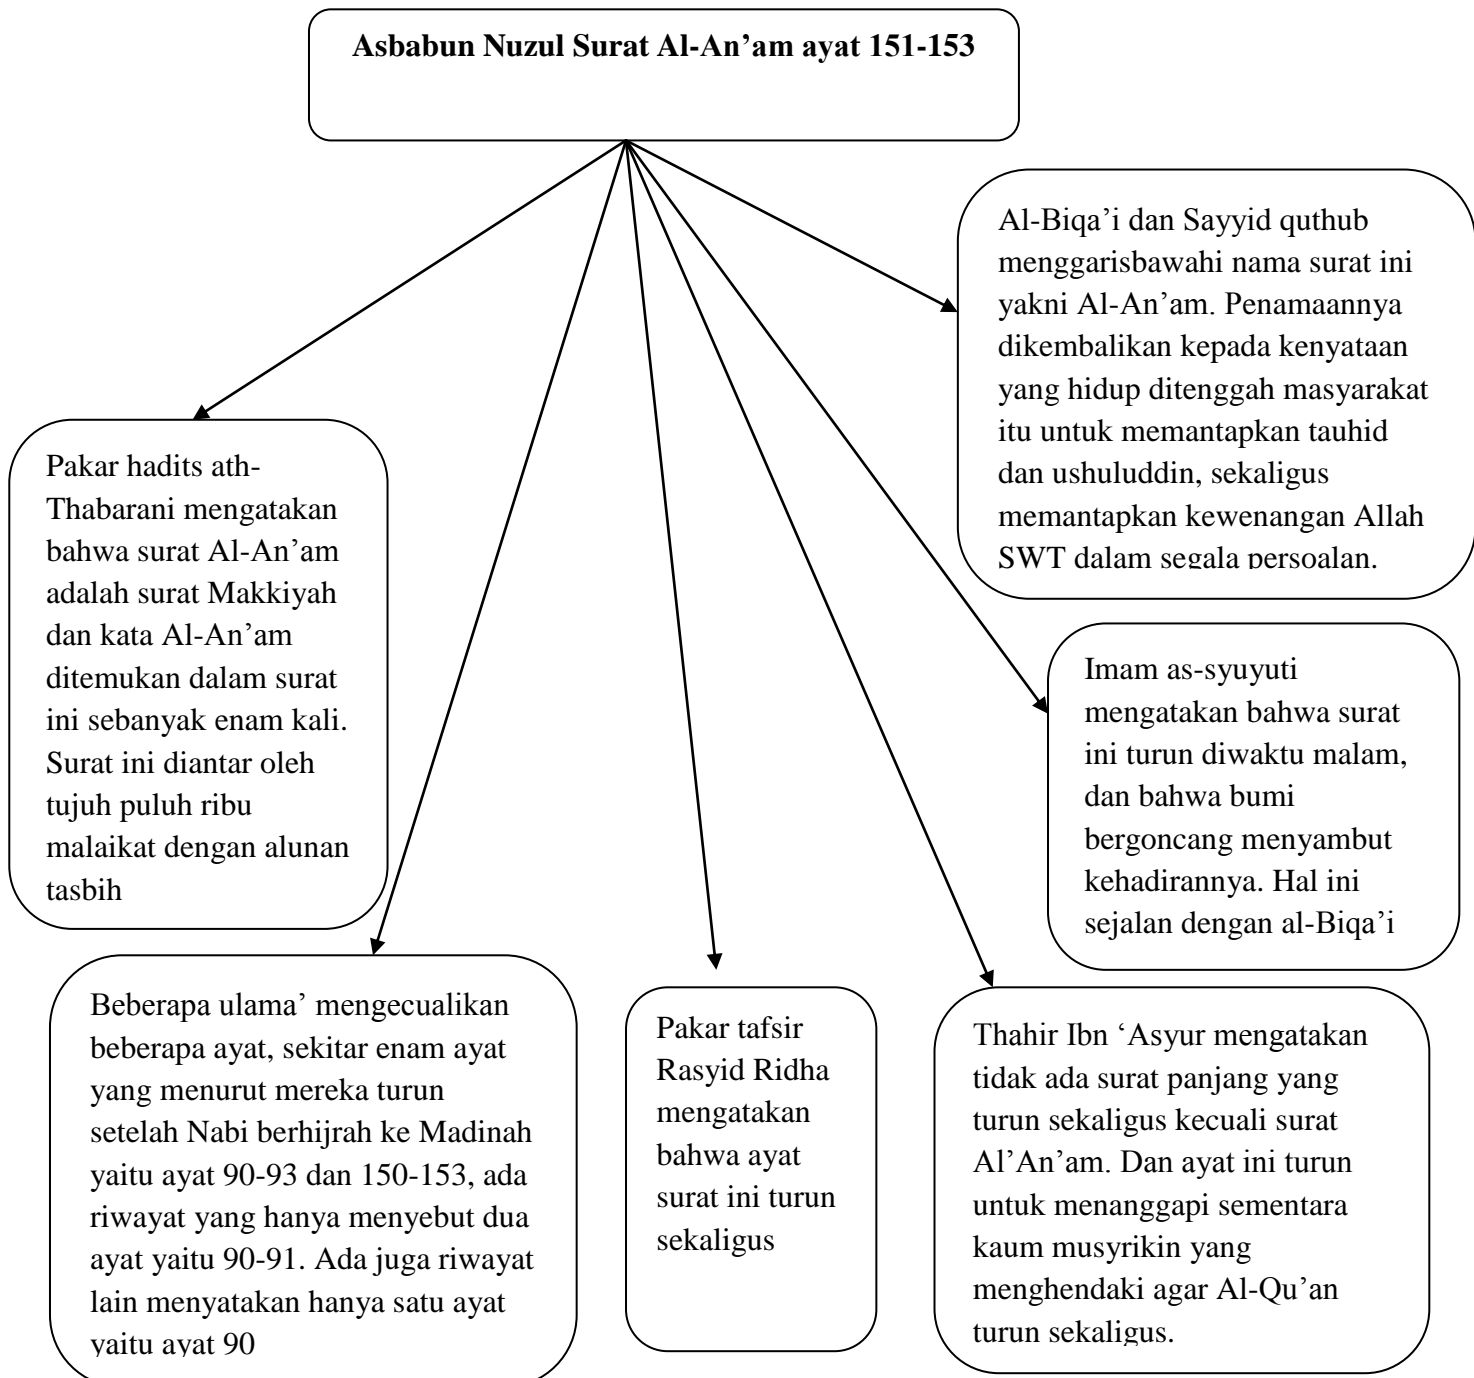 Asbabun Nuzul Surat Al-An’am ayat 151-153
Al-Biqa’i dan Sayyid quthub
menggarisbawahi nama surat ini
yakni Al-An’am. Penamaannya
dikembalikan kepada kenyataan
yang hidup ditenggah masyarakat
itu untuk memantapkan tauhid
dan ushuluddin, sekaligus
memantapkan kewenangan Allah
SWT dalam segala persoalan.
Pakar hadits ath-
Thabarani mengatakan
bahwa surat Al-An’am
adalah surat Makkiyah
dan kata Al-An’am
ditemukan dalam surat
ini sebanyak enam kali.
Surat ini diantar oleh
tujuh puluh ribu
malaikat dengan alunan
tasbih
Imam as-syuyuti
mengatakan bahwa surat
ini turun diwaktu malam,
dan bahwa bumi
bergoncang menyambut
kehadirannya. Hal ini
sejalan dengan al-Biqa’i
Beberapa ulama’ mengecualikan
beberapa ayat, sekitar enam ayat
yang menurut mereka turun
setelah Nabi berhijrah ke Madinah
yaitu ayat 90-93 dan 150-153, ada
riwayat yang hanya menyebut dua
ayat yaitu 90-91. Ada juga riwayat
lain menyatakan hanya satu ayat
yaitu ayat 90
Pakar tafsir
Rasyid Ridha
mengatakan
bahwa ayat
surat ini turun
sekaligus
Thahir Ibn ‘Asyur mengatakan
tidak ada surat panjang yang
turun sekaligus kecuali surat
Al’An’am. Dan ayat ini turun
untuk menanggapi sementara
kaum musyrikin yang
menghendaki agar Al-Qu’an
turun sekaligus.